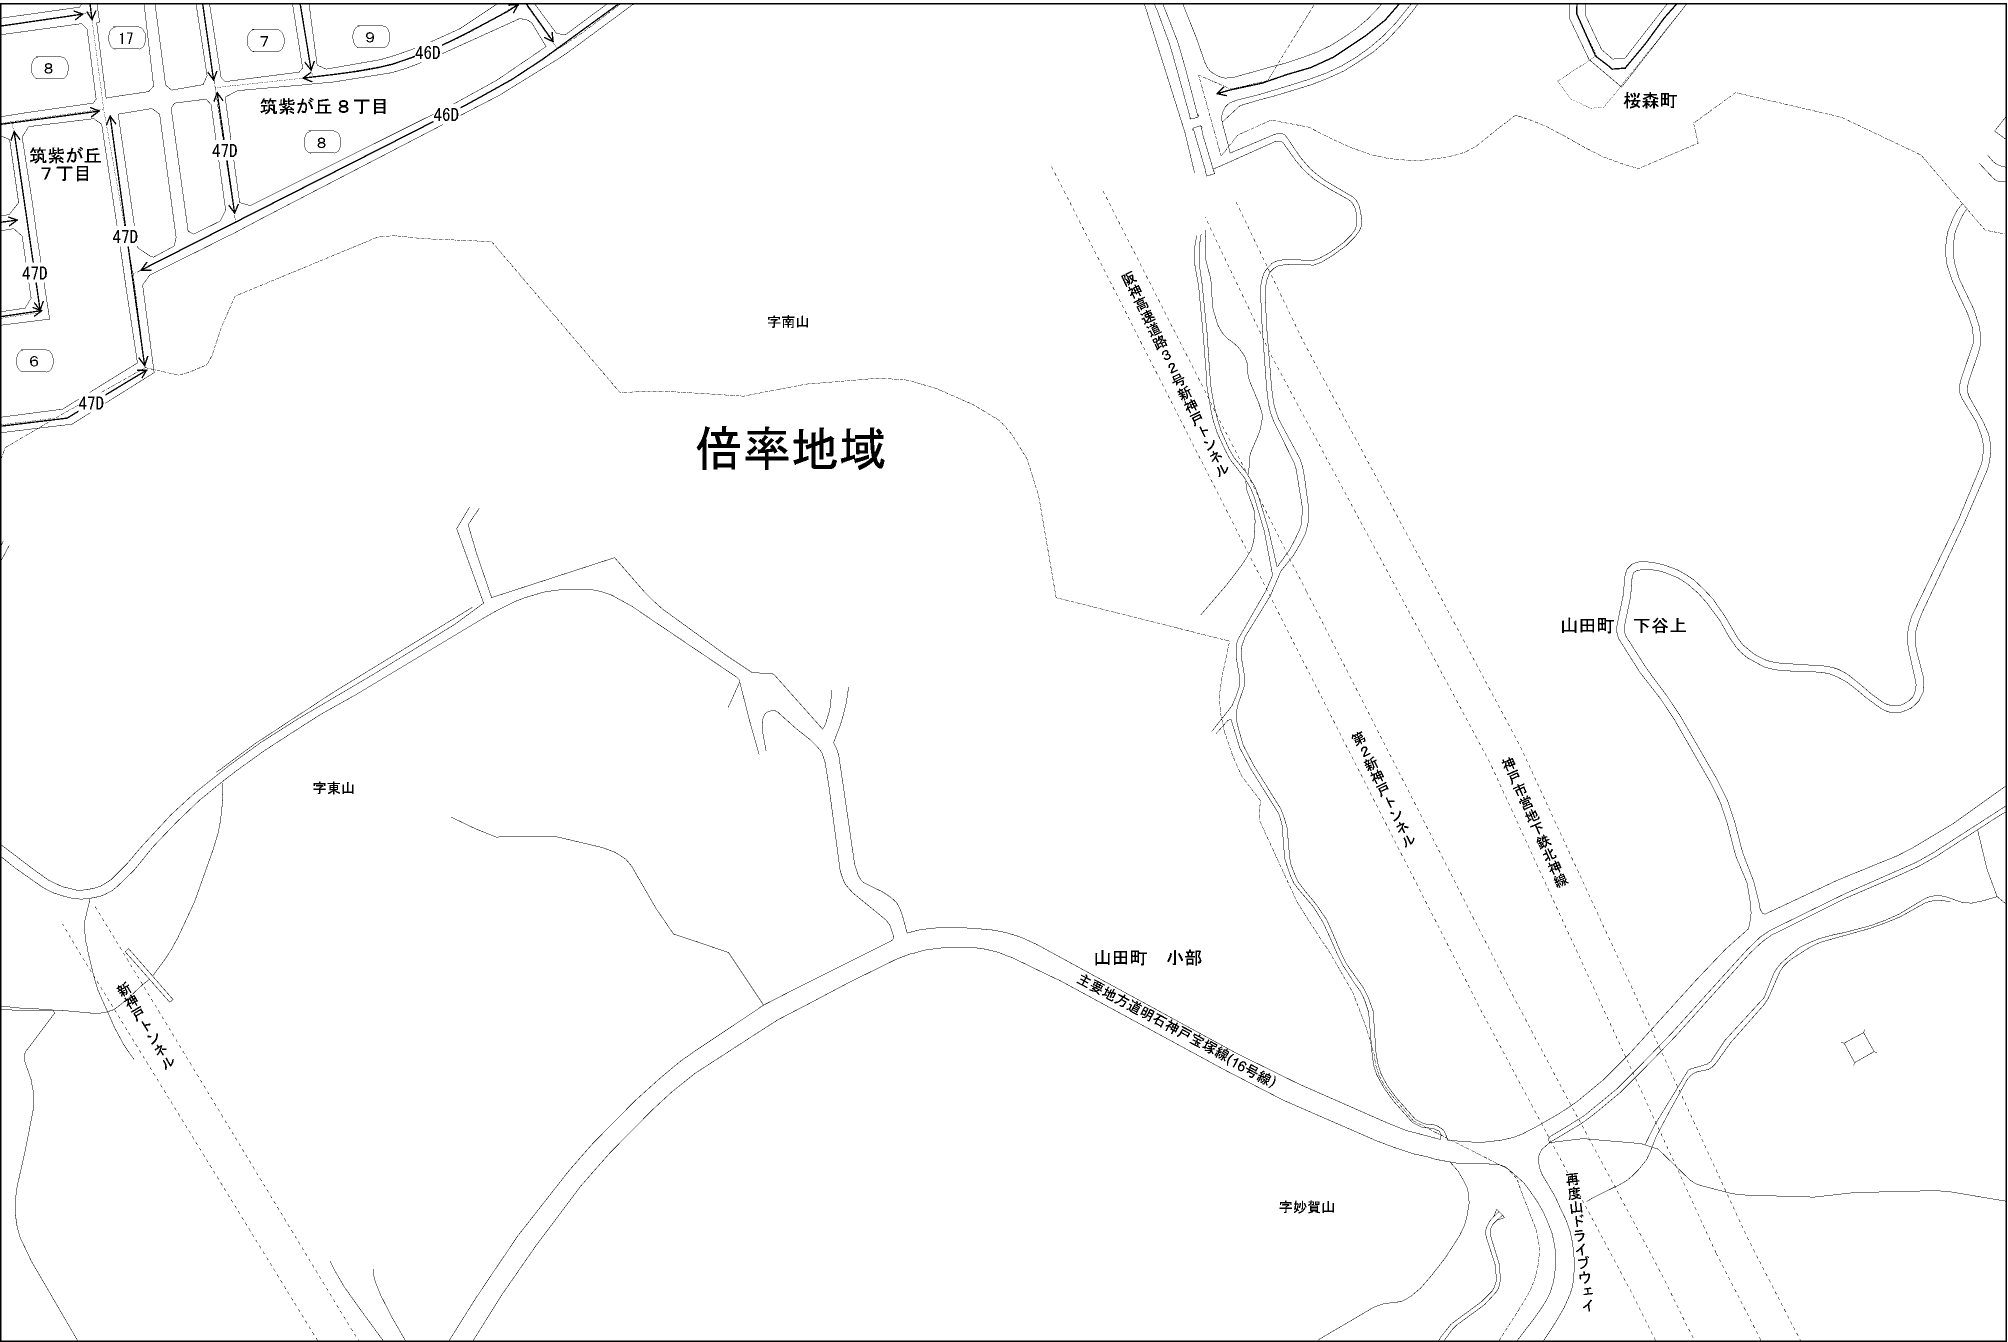 17
7
9
46D
8
筑紫が丘８丁目
46D
桜森町
8
47D
筑紫が丘
７丁目
47D
47D
阪神高速道路３２号新神戸トンネル
字南山
6
47D
倍率地域
山田町　下谷上
第２新神戸トンネル
神戸市営地下鉄北神線
字東山
山田町　小部
主要地方道明石神戸宝塚線(16号線)
新神戸トンネル
再度山ドライブウェイ
字妙賀山